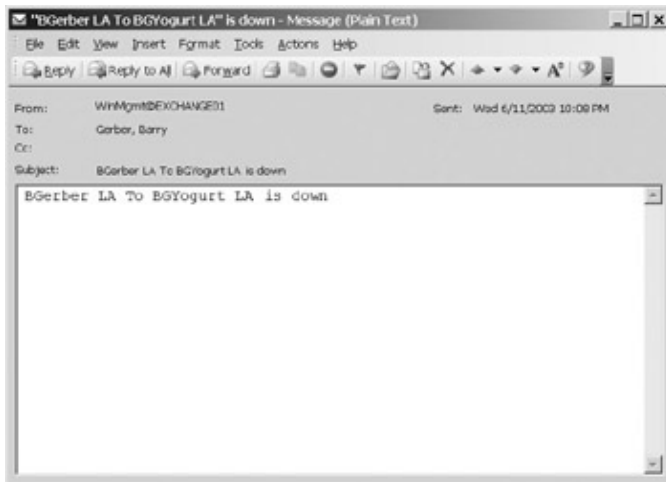 "BGerber LA To BGYogurt LA" is down - Message (Plain Text)
File Edit View Insert Format Tools Actions Help
Reply Reply to All Forward
From: WinMgmt@EXCHANGE01 Sent: Wed 6/11/2003 10:08 PM
To: Gerber, Barry
Cc:
Subject: BGerber LA To BGYogurt LA is down
BGerber LA To BGYogurt LA is down